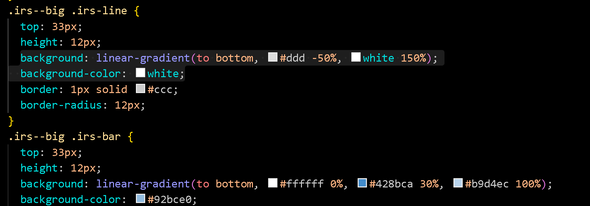 .irs--big .irs-line {
top: 33px;
height: 12px;
background: linear-gradient(to bottom, #ddd -50%, white 150%);
background-color: white;
border: 1px solid #ccc;
border-radius: 12px;
}
.irs--big .irs-bar {
top: 33px;
height: 12px;
background: linear-gradient(to bottom, #ffffff 0%, #428bca 30%, #b9d4ec 100%);
background-color: #92bce0;